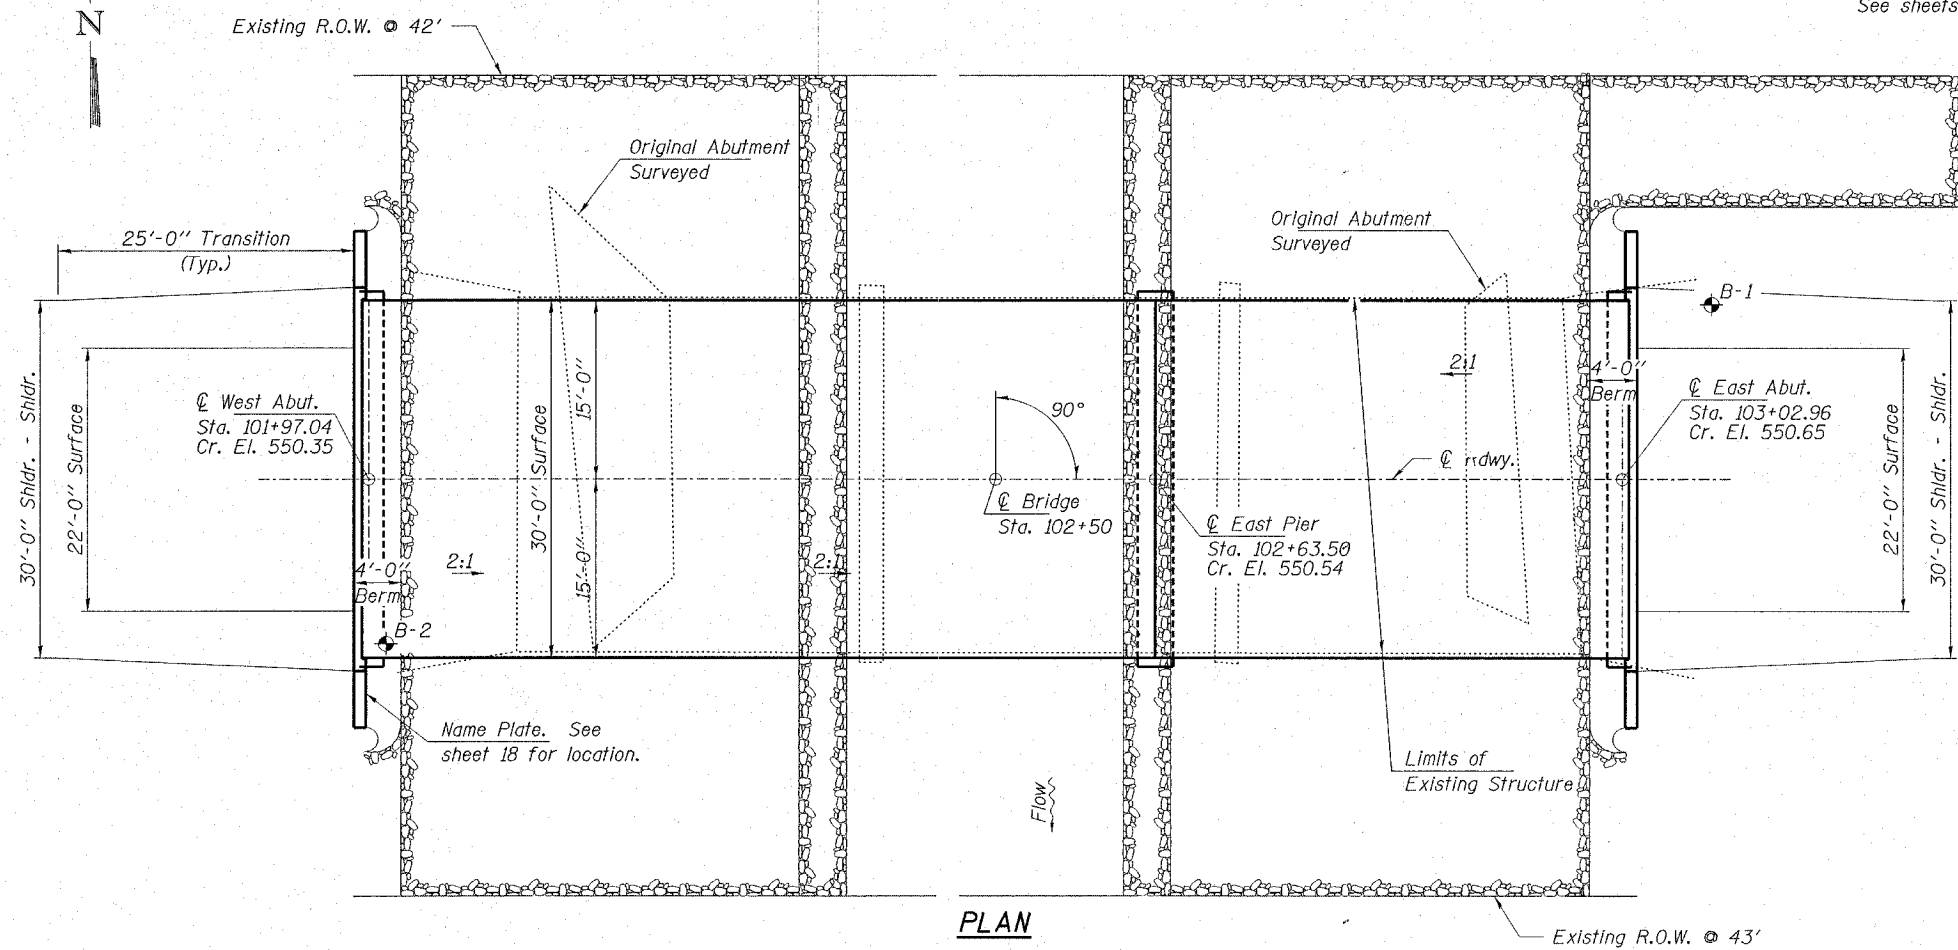 See sheets
N
Existing R.O.W. @ 42'
Original Abutment
Surveyed
Original Abutment
Surveyed
25'-0" Transition
(Typ.)
B-1
30'-0" Shldr. - Shldr.
22'-0" Surface
℄ West Abut.
Sta. 101+97.04
Cr. El. 550.35
4'-0"
Berm
2:1
30'-0" Surface
15'-0"
15'-0"
2:1
90°
℄ Bridge
Sta. 102+50
℄ East Pier
Sta. 102+63.50
Cr. El. 550.54
℄ rdwy.
2:1
4'-0"
Berm
℄ East Abut.
Sta. 103+02.96
Cr. El. 550.65
22'-0" Surface
30'-0" Shldr. - Shldr.
B-2
Name Plate. See
sheet 18 for location.
Flow
Limits of
Existing Structure
PLAN
Existing R.O.W. @ 43'